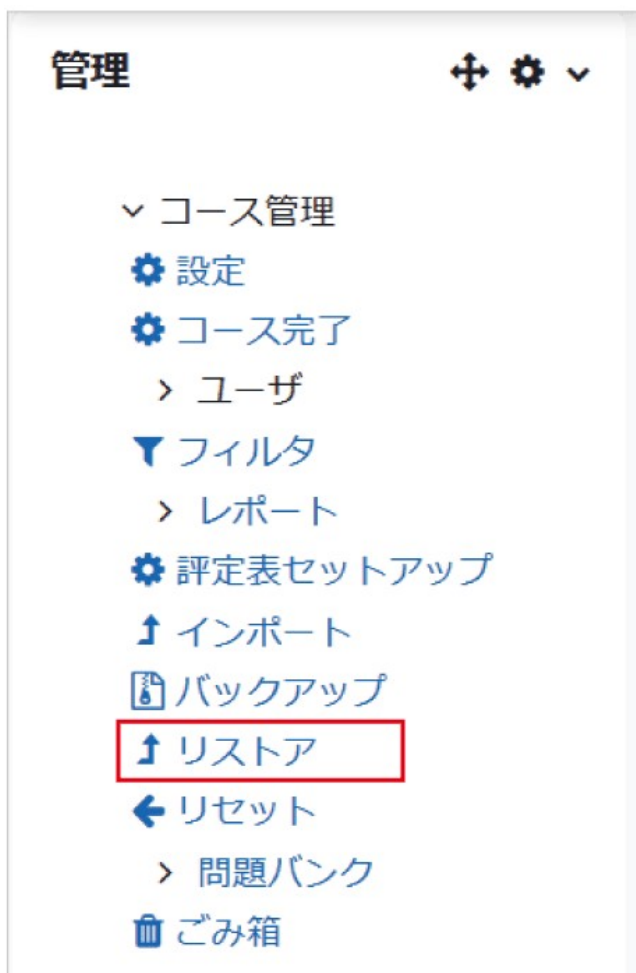 管理
コース管理
設定
コース完了
ユーザ
フィルタ
レポート
評定表セットアップ
インポート
バックアップ
リストア
リセット
問題バンク
ごみ箱